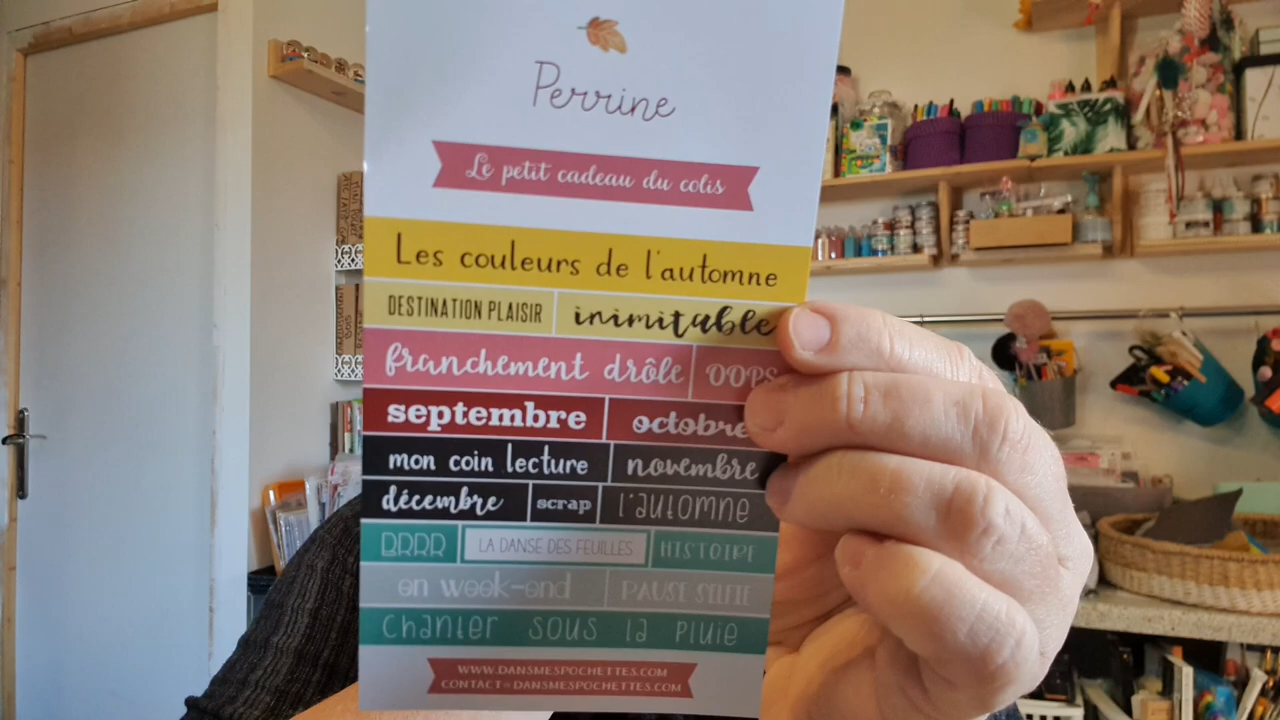 Perrine
Le petit cadeau du colis
Les couleurs de l'automne
DESTINATION PLAISIR inimitable
franchement drôle OOPS
septembre octobre
mon coin lecture novembre
décembre scrap l'automne
BRRR LA DANSE DES FEUILLES HISTOIRE
en week-end PAUSE SELFIE
chanter sous la pluie
WWW.DANSMESPOCHETTES.COM
CONTACT@DANSMESPOCHETTES.COM